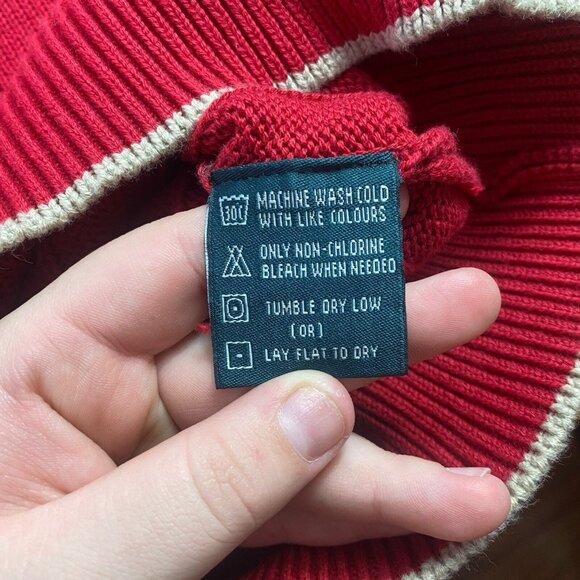 30C MACHINE WASH COLD
WITH LIKE COLOURS
ONLY NON-CHLORINE
BLEACH WHEN NEEDED
TUMBLE DRY LOW
(OR)
LAY FLAT TO DRY